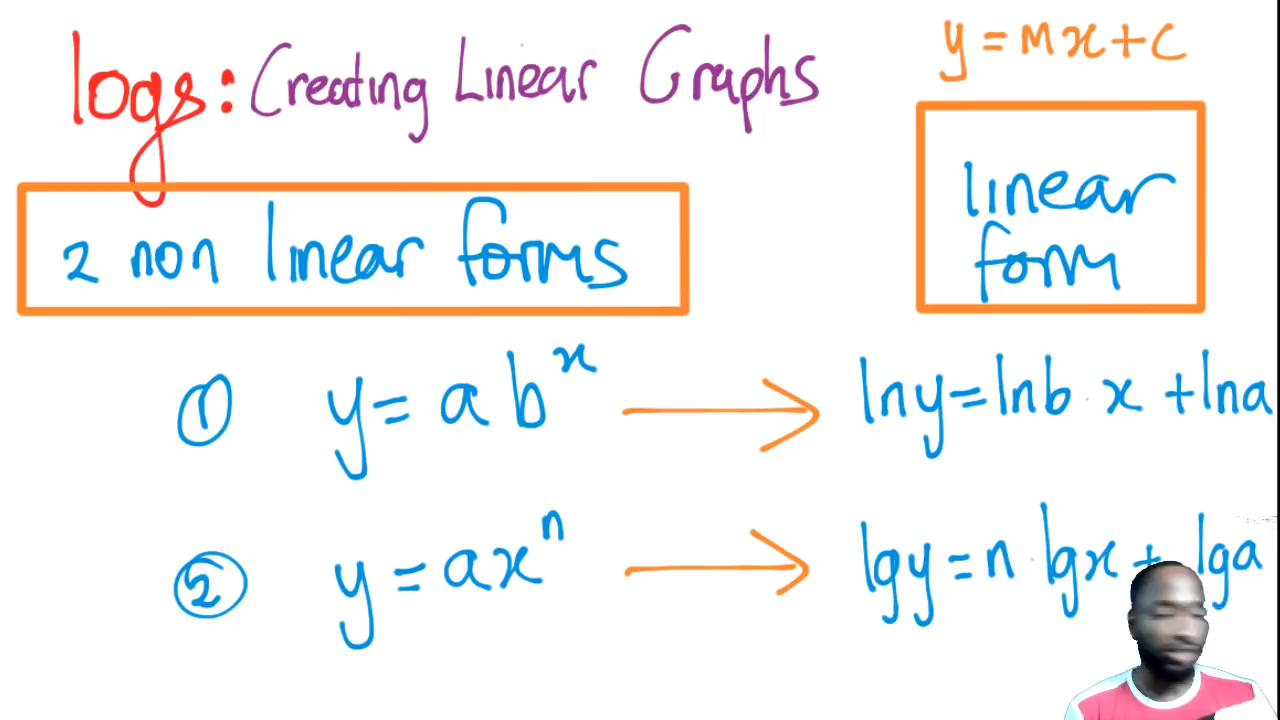 logs: Creating Linear Graphs
y = mx + c
2 non linear forms
linear
form
① y = ab^x → lny = lnb . x + lna
② y = ax^n → lgy = n . lgx + lga